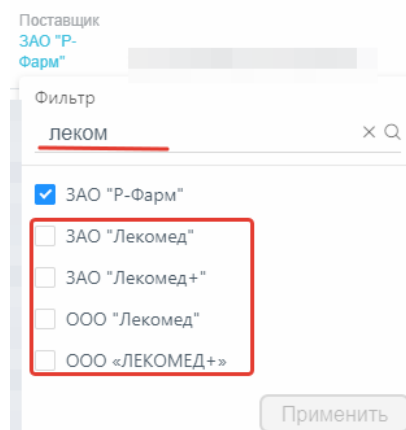 Поставщик
ЗАО "Р-
Фарм"
Фильтр
леком
ЗАО "Р-Фарм"
ЗАО "Лекомед"
ЗАО "Лекомед+"
ООО "Лекомед"
ООО «ЛЕКОМЕД+»
Применить